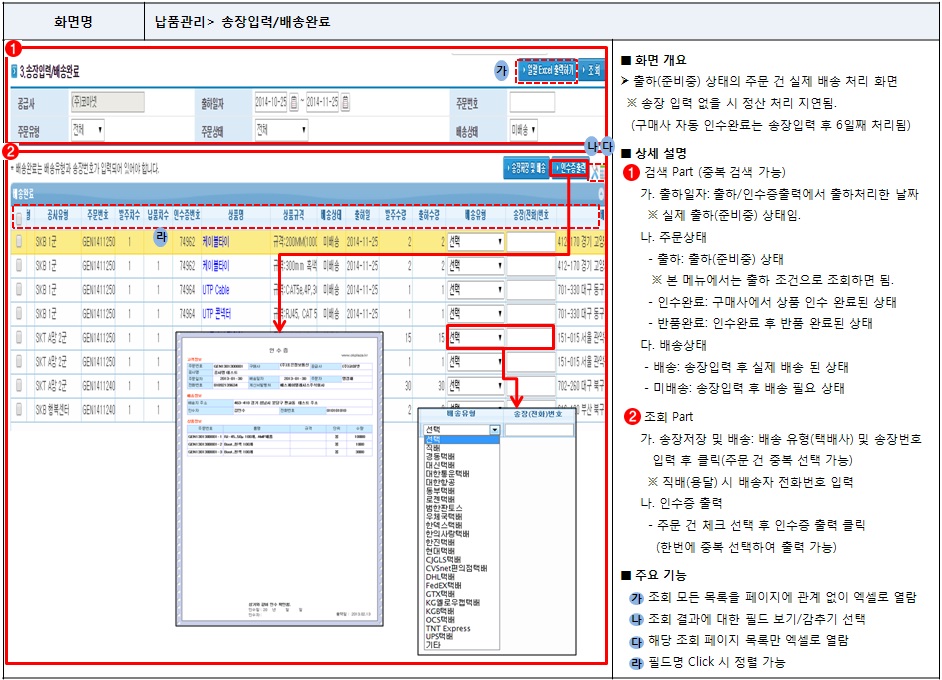 화면명
납품관리> 송장입력/배송완료
1
3.송장입력/배송완료
가
일괄 Excel 출력하기
조회
공급사
(주)코아넷
출하일자
2014-10-25 ~ 2014-11-25
주문번호
주문유형
전체
주문상태
전체
배송상태
미배송
2
나 다
* 배송완료는 배송유형과 송장번호가 입력되어 있어야 합니다.
송장저장 및 배송
인수증출력
배송완료
공사유형 주문번호 발주회수 납품회수 인수증번호 상품명 상품규격 배송상태 출하일 발주수량 출하수량 배송유형 송장(전화)번호
SKB 1군 GEN1411250 1 라 74962 케이블타이 규격:200MM(1000 미배송 2014-11-25 2 2 선택 412-170 경기 고양
SKB 1군 GEN1411250 1 1 74962 케이블타이 규격:300mm 흑색 미배송 2014-11-25 2 2 선택 412-170 경기 고양
SKB 1군 GEN1411250 1 1 74964 UTP Cable 규격:CAT5e,4P,3 미배송 2014-11-25 1 1 선택 701-330 대구 동구
SKB 1군 GEN1411250 1 1 74964 UTP 콘넥터 규격:RJ45, CAT 5 미배송 2014-11-25 1 1 선택 701-330 대구 동구
SKT A망 2군 GEN1411250 15 15 선택 151-015 서울 관악
SKT A망 2군 GEN1411250 1 선택 151-015 서울 관악
SKT A망 2군 GEN1411240 30 30 선택 702-260 대구 북구
SKB 행복센터 GEN1411240 부산 북구
인 수 증
배송유형 송장(전화)번호
선택
선택
직배
경동택배
대신택배
대한통운택배
대한항공
동부택배
로젠택배
범한판토스
우체국택배
한덱스택배
한의사랑택배
한진택배
현대택배
CJGLS택배
CVSnet편의점택배
DHL택배
FedEX택배
GTX택배
KG옐로우캡택배
KGB택배
OCS택배
TNT Express
UPS택배
기타
■ 화면 개요
➤ 출하(준비중) 상태의 주문 건 실제 배송 처리 화면
※ 송장 입력 없을 시 정산 처리 지연됨.
(구매사 자동 인수완료는 송장입력 후 6일째 처리됨)
■ 상세 설명
1 검색 Part (중복 검색 가능)
가. 출하일자: 출하/인수증출력에서 출하처리한 날짜
※ 실제 출하(준비중) 상태임.
나. 주문상태
- 출하: 출하(준비중) 상태
※ 본 메뉴에서는 출하 조건으로 조회하면 됨.
- 인수완료: 구매사에서 상품 인수 완료된 상태
- 반품완료: 인수완료 후 반품 완료된 상태
다. 배송상태
- 배송: 송장입력 후 실제 배송 된 상태
- 미배송: 송장입력 후 배송 필요 상태
2 조회 Part
가. 송장저장 및 배송: 배송 유형(택배사) 및 송장번호
입력 후 클릭(주문 건 중복 선택 가능)
※ 직배(용달) 시 배송자 전화번호 입력
나. 인수증 출력
- 주문 건 체크 선택 후 인수증 출력 클릭
(한번에 중복 선택하여 출력 가능)
■ 주요 기능
가 조회 모든 목록을 페이지에 관계 없이 엑셀로 열람
나 조회 결과에 대한 필드 보기/감추기 선택
다 해당 조회 페이지 목록만 엑셀로 열람
라 필드명 Click 시 정렬 가능